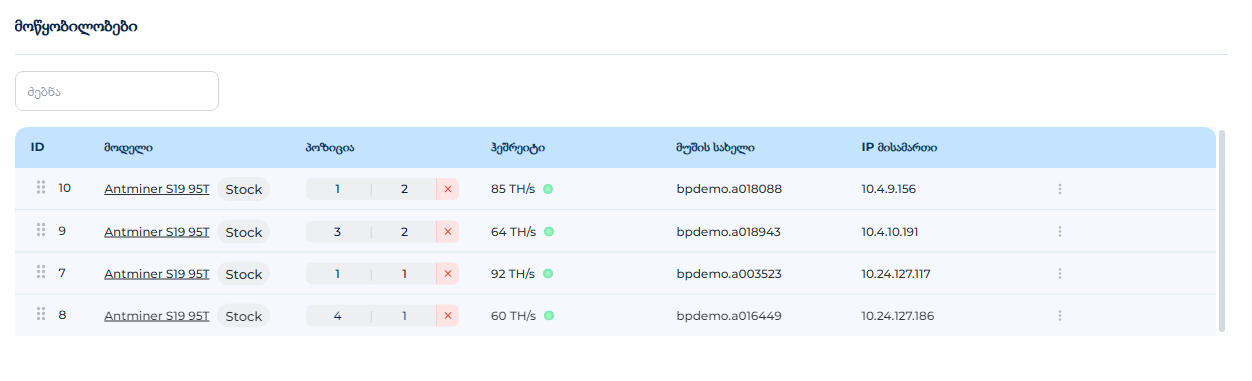 მოწყობილობები
ძებნა
ID მოდელი პოზიცია ჰეშრეიტი მუშის სახელი IP მისამართი
10 Antminer S19 95T Stock 1 2 85 TH/s bpdemo.a018088 10.4.9.156
9 Antminer S19 95T Stock 3 2 64 TH/s bpdemo.a018943 10.4.10.191
7 Antminer S19 95T Stock 1 1 92 TH/s bpdemo.a003523 10.24.127.117
8 Antminer S19 95T Stock 4 1 60 TH/s bpdemo.a016449 10.24.127.186